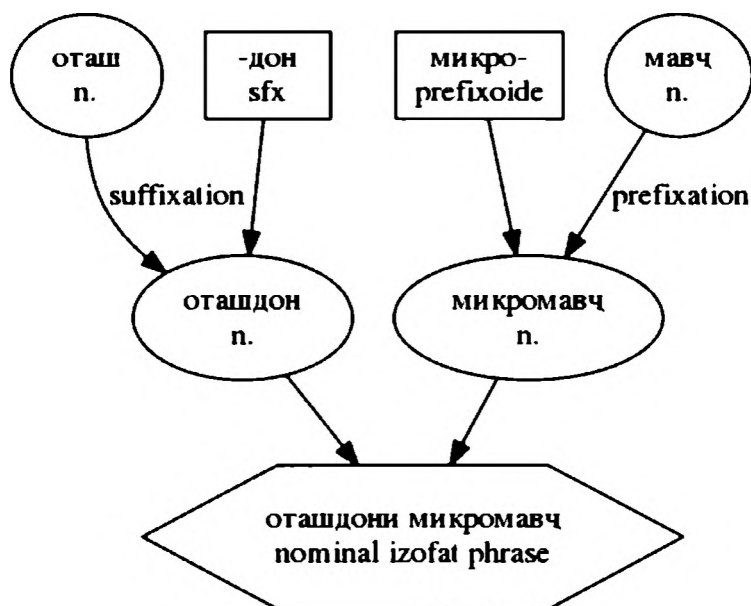 оташ
n.
-дон
sfx
микро-
prefixoide
мавҷ
n.
suffixation
prefixation
оташдон
n.
микромавҷ
n.
оташдони микромавҷ
nominal izofat phrase